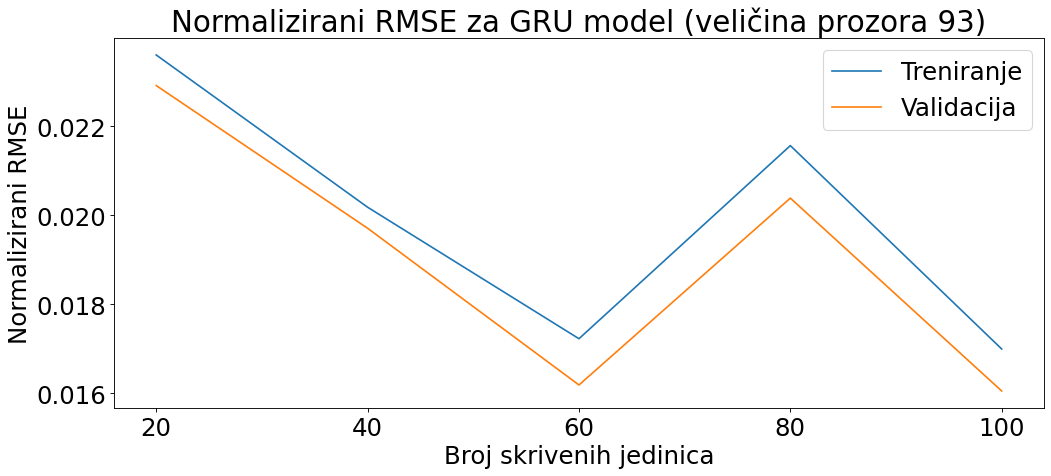 Normalizirani RMSE za GRU model (veličina prozora 93)
Treniranje
Validacija
Normalizirani RMSE
0.022
0.020
0.018
0.016
20 40 60 80 100
Broj skrivenih jedinica